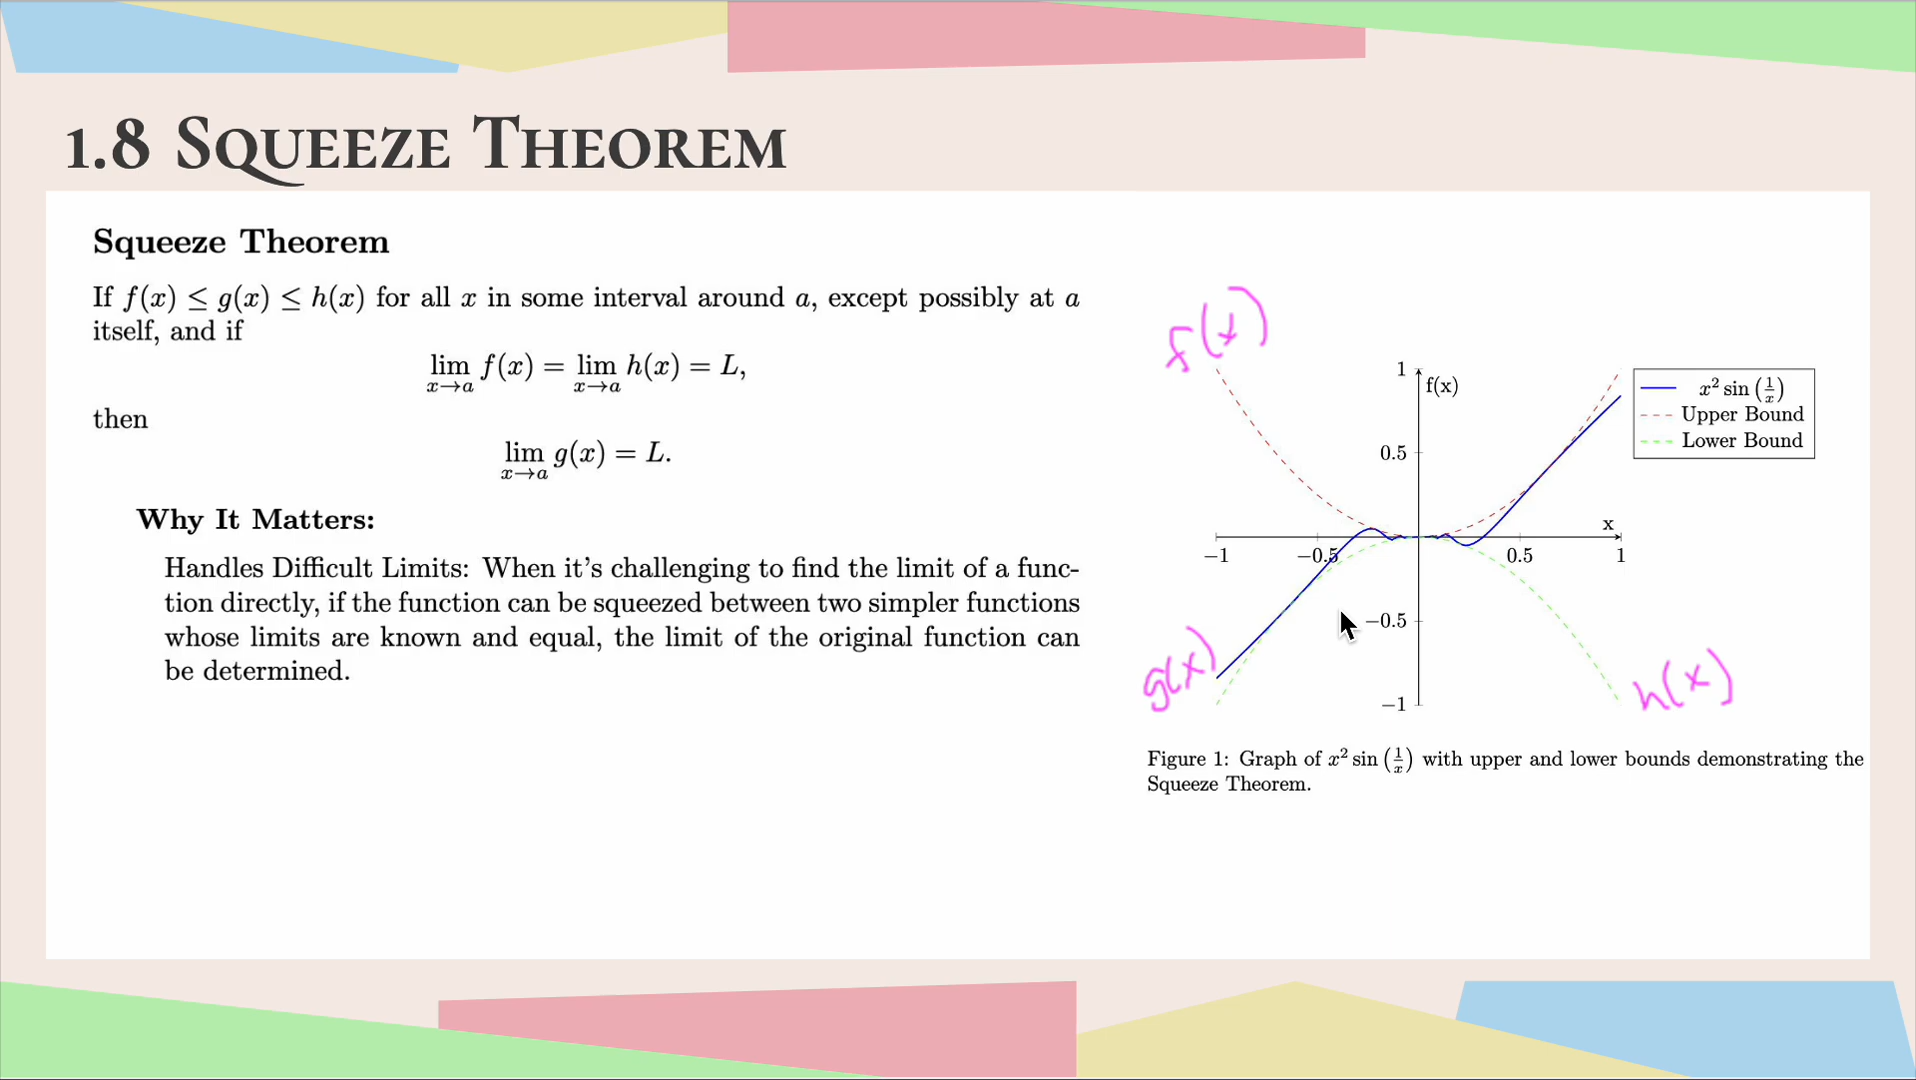 1.8 Squeeze Theorem
Squeeze Theorem
If f(x) ≤ g(x) ≤ h(x) for all x in some interval around a, except possibly at a
itself, and if
lim x→a f(x) = lim x→a h(x) = L,
then
lim x→a g(x) = L.
Why It Matters:
Handles Difficult Limits: When it's challenging to find the limit of a func-
tion directly, if the function can be squeezed between two simpler functions
whose limits are known and equal, the limit of the original function can
be determined.
f(x)
1
f(x)
0.5
x
−1
−0.5
0.5
1
−0.5
−1
g(x)
h(x)
x² sin (1/x)
Upper Bound
Lower Bound
Figure 1: Graph of x² sin (1/x) with upper and lower bounds demonstrating the
Squeeze Theorem.